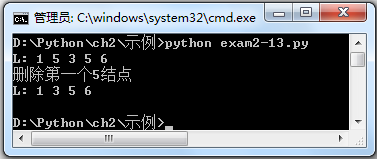 管理员: C:\windows\system32\cmd.exe
D:\Python\ch2\示例>python exam2-13.py
L: 1 5 3 5 6
删除第一个5结点
L: 1 3 5 6
D:\Python\ch2\示例>